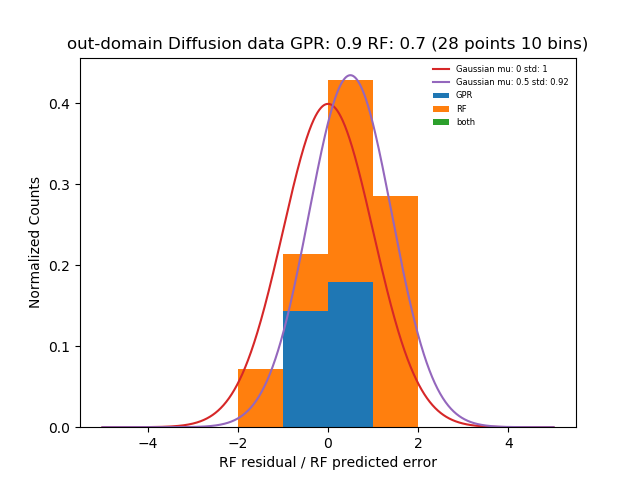 out-domain Diffusion data GPR: 0.9 RF: 0.7 (28 points 10 bins)
Gaussian mu: 0 std: 1
Gaussian mu: 0.5 std: 0.92
GPR
RF
both
Normalized Counts
0.4
0.3
0.2
0.1
0.0
−4 −2 0 2 4
RF residual / RF predicted error